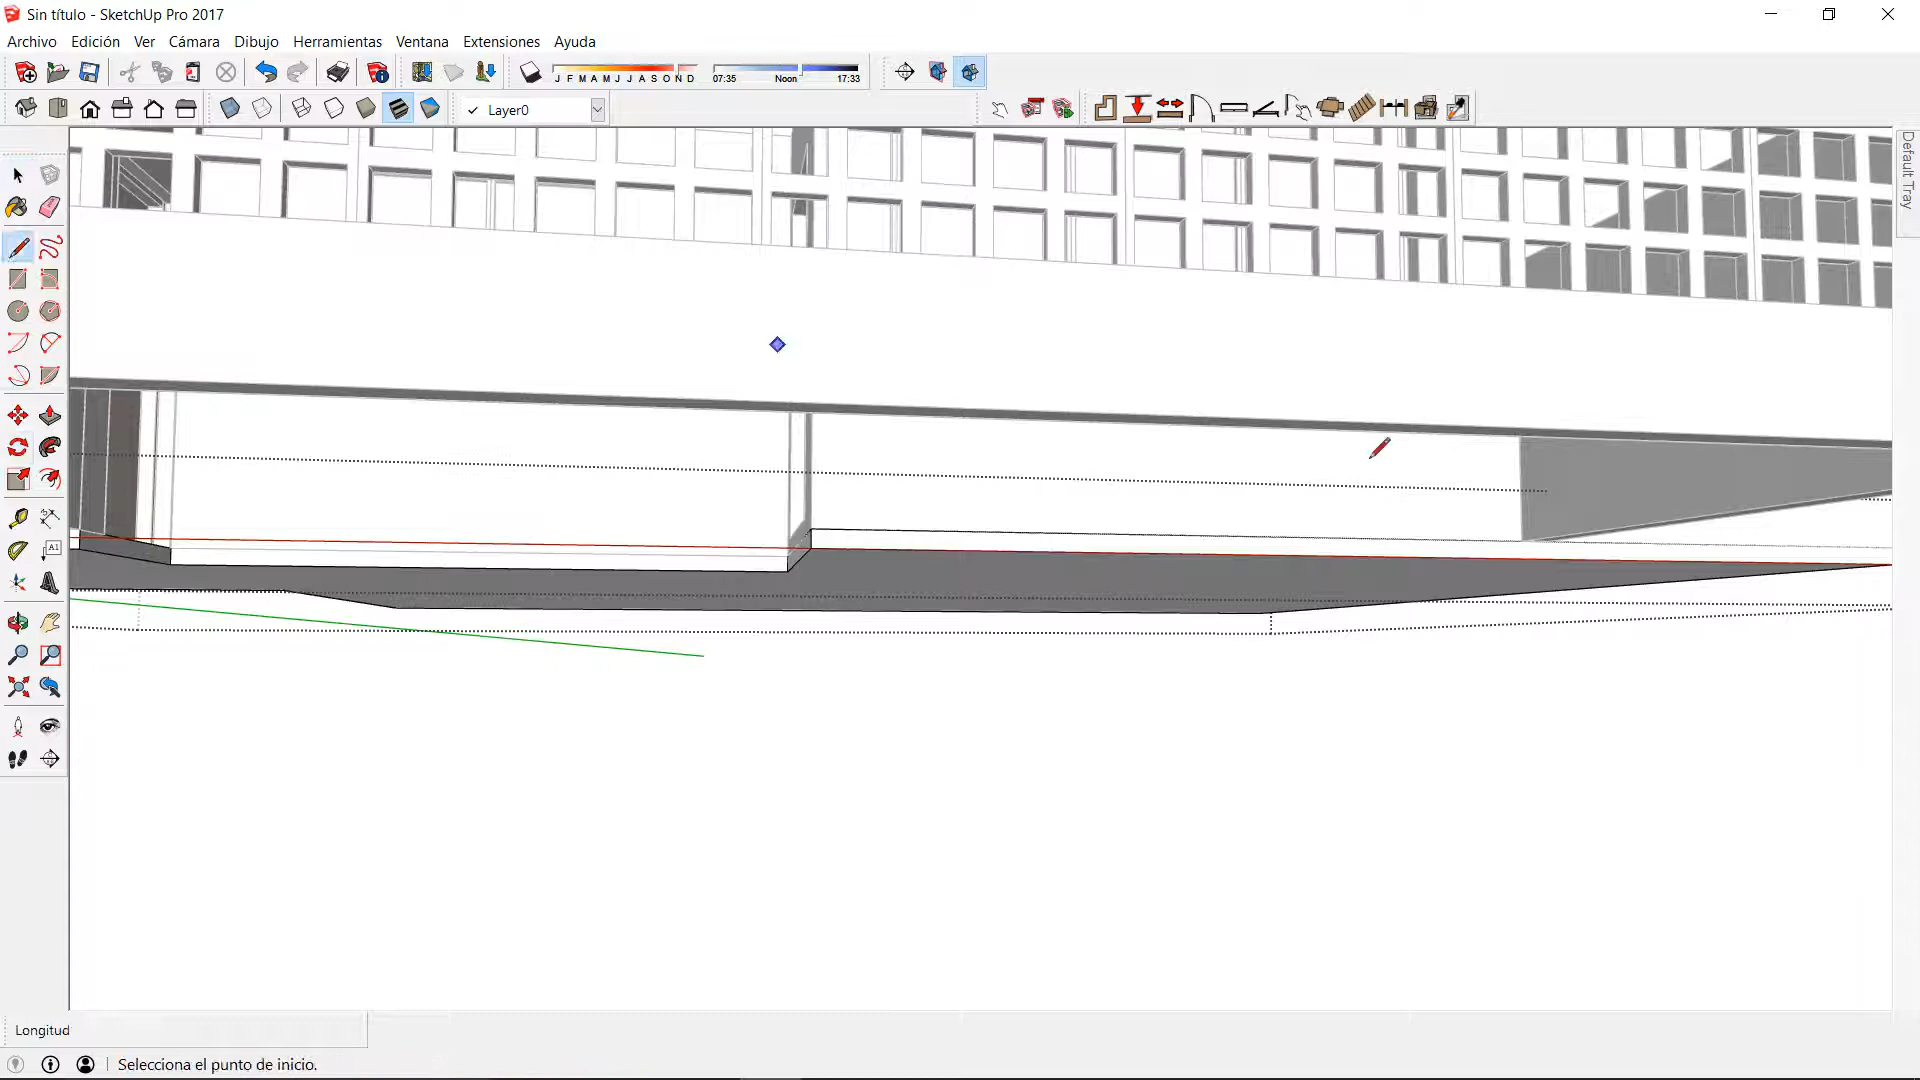 Sin título - SketchUp Pro 2017
Archivo Edición Ver Cámara Dibujo Herramientas Ventana Extensiones Ayuda
J F M A M J J A S O N D 07:35 Noon 17:33
Layer0
Default Tray
A1
Longitud
Selecciona el punto de inicio.